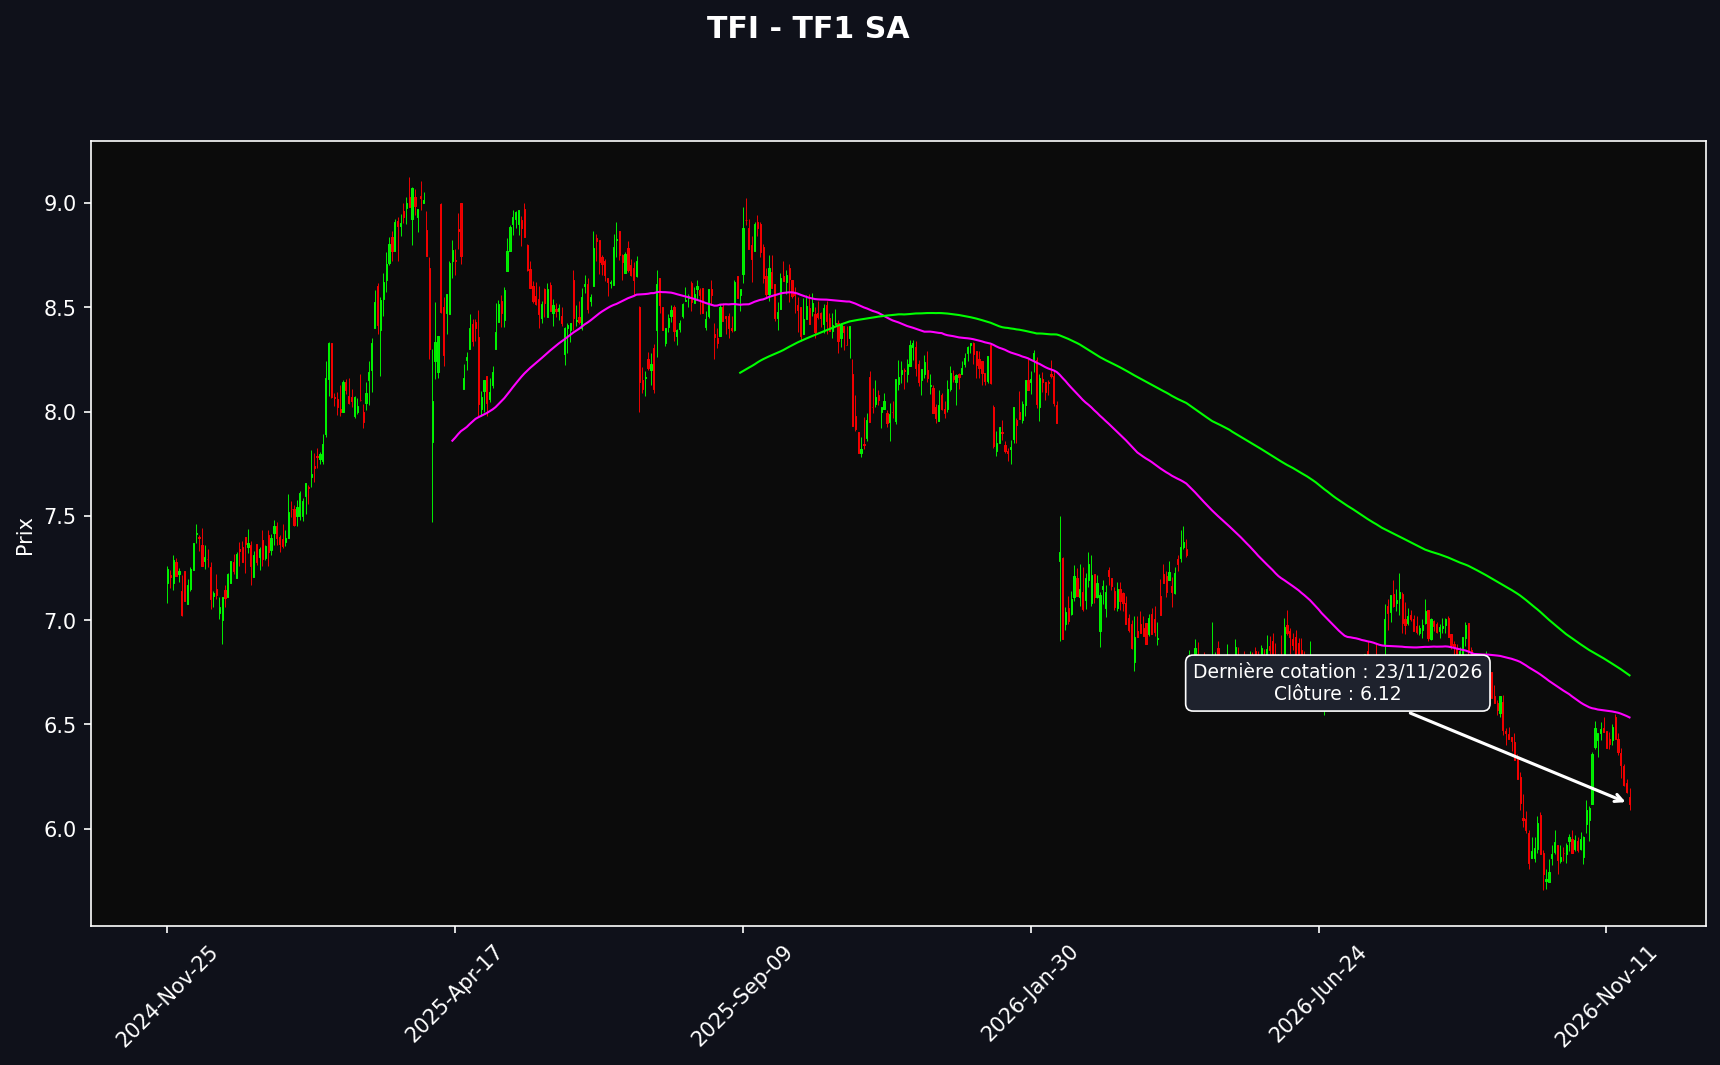 TFI - TF1 SA
Prix
9.0
8.5
8.0
7.5
7.0
6.5
6.0
Dernière cotation : 23/11/2026
Clôture : 6.12
2024-Nov-25
2025-Apr-17
2025-Sep-09
2026-Jan-30
2026-Jun-24
2026-Nov-11